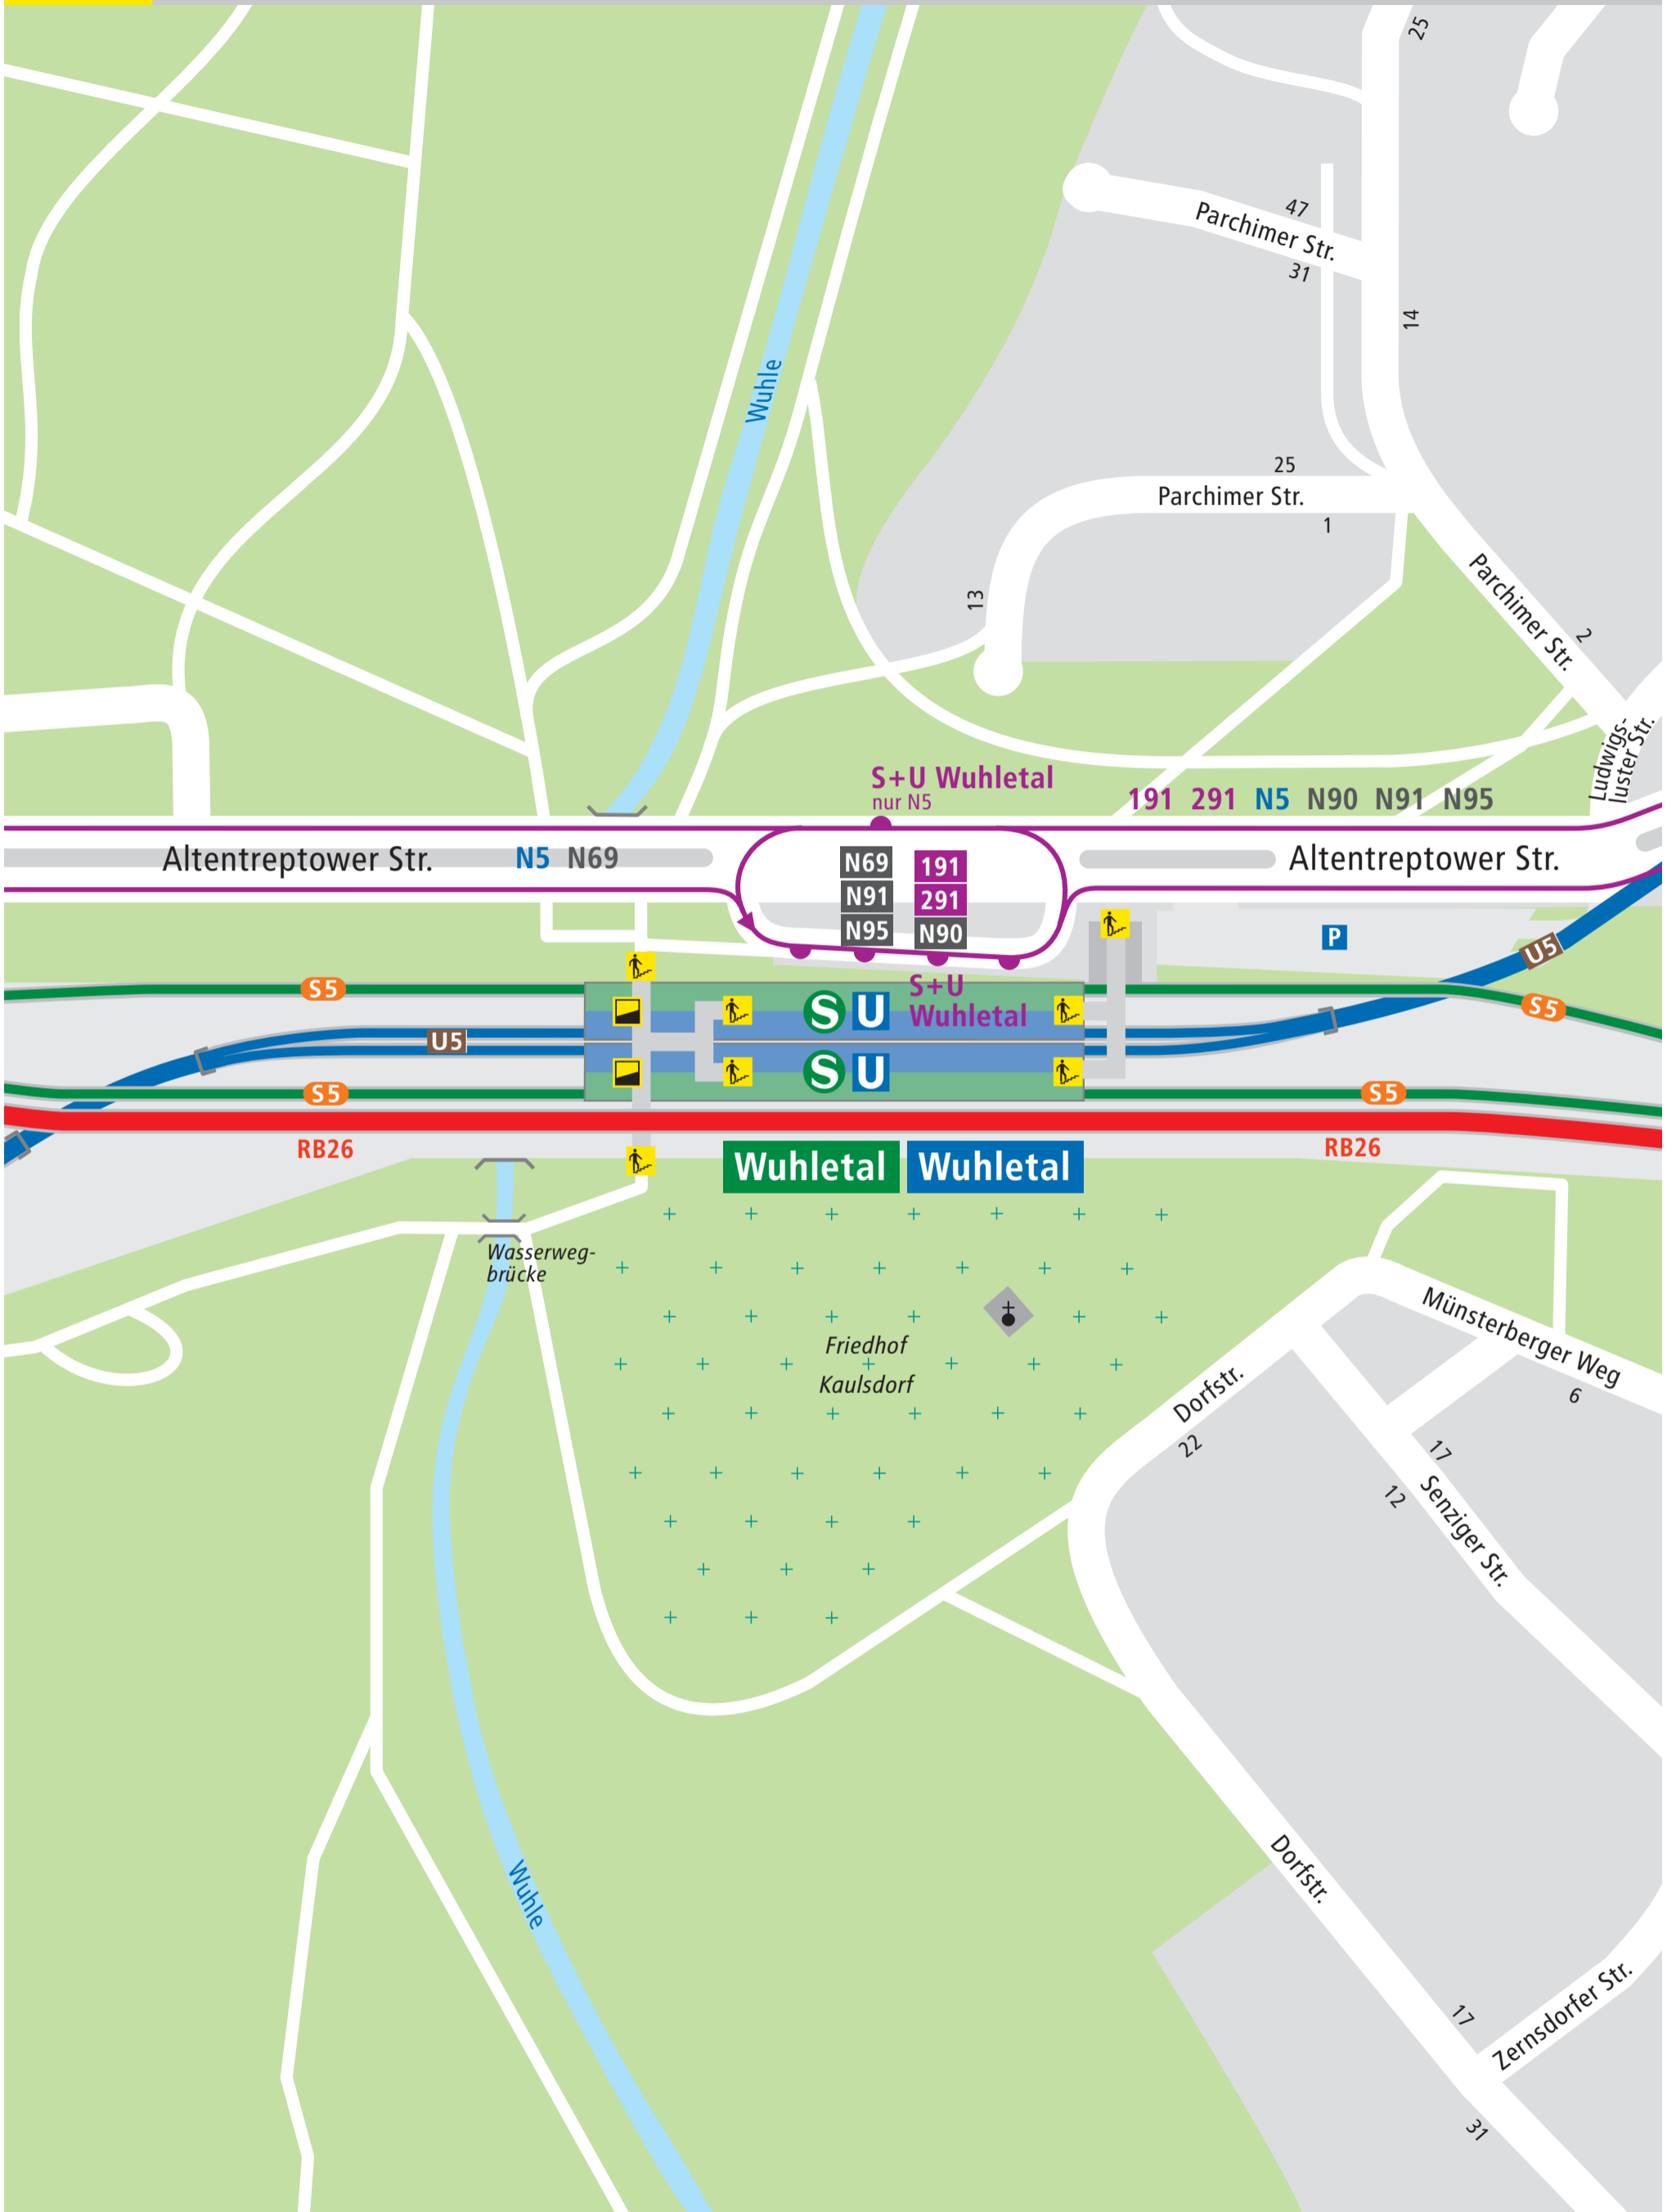 25
47
Parchimer Str.
31
14
Wuhle
25
Parchimer Str.
1
13
Parchimer Str.
2
Ludwigs-
luster Str.
S+U Wuhletal
nur N5
191 291 N5 N90 N91 N95
Altentreptower Str. N5 N69
N69 191
N91 291
N95 N90
Altentreptower Str.
P
U5
S5
S U
S+U
Wuhletal
S5
U5
S5
S U
S5
RB26
RB26
Wuhletal Wuhletal
Wasserweg-
brücke
Friedhof
Kaulsdorf
Münsterberger Weg
6
Dorfstr.
22
17
12
Senziger Str.
Dorfstr.
Wuhle
17
Zernsdorfer Str.
31